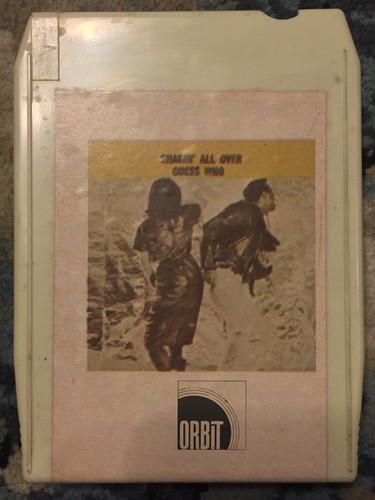 SHAKIN' ALL OVER
GUESS WHO
ORBIT